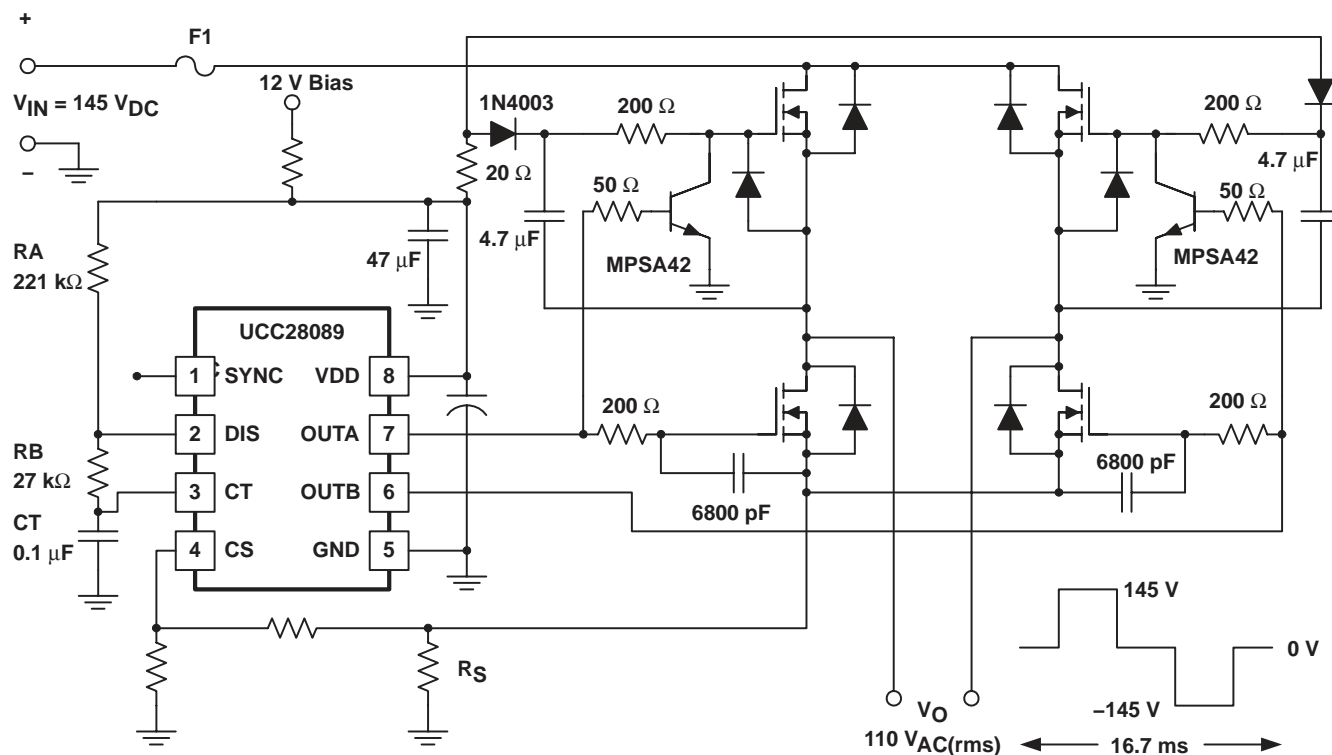 +
F1
12 V Bias
VIN = 145 VDC
–
1N4003
200 Ω
200 Ω
20 Ω
50 Ω
4.7 μF
50 Ω
4.7 μF
47 μF
MPSA42
MPSA42
RA
221 kΩ
UCC28089
1 SYNC
VDD 8
2 DIS
OUTA 7
3 CT
OUTB 6
4 CS
GND 5
RB
27 kΩ
CT
0.1 μF
200 Ω
200 Ω
6800 pF
6800 pF
RS
VO
110 VAC(rms)
145 V
0 V
–145 V
16.7 ms